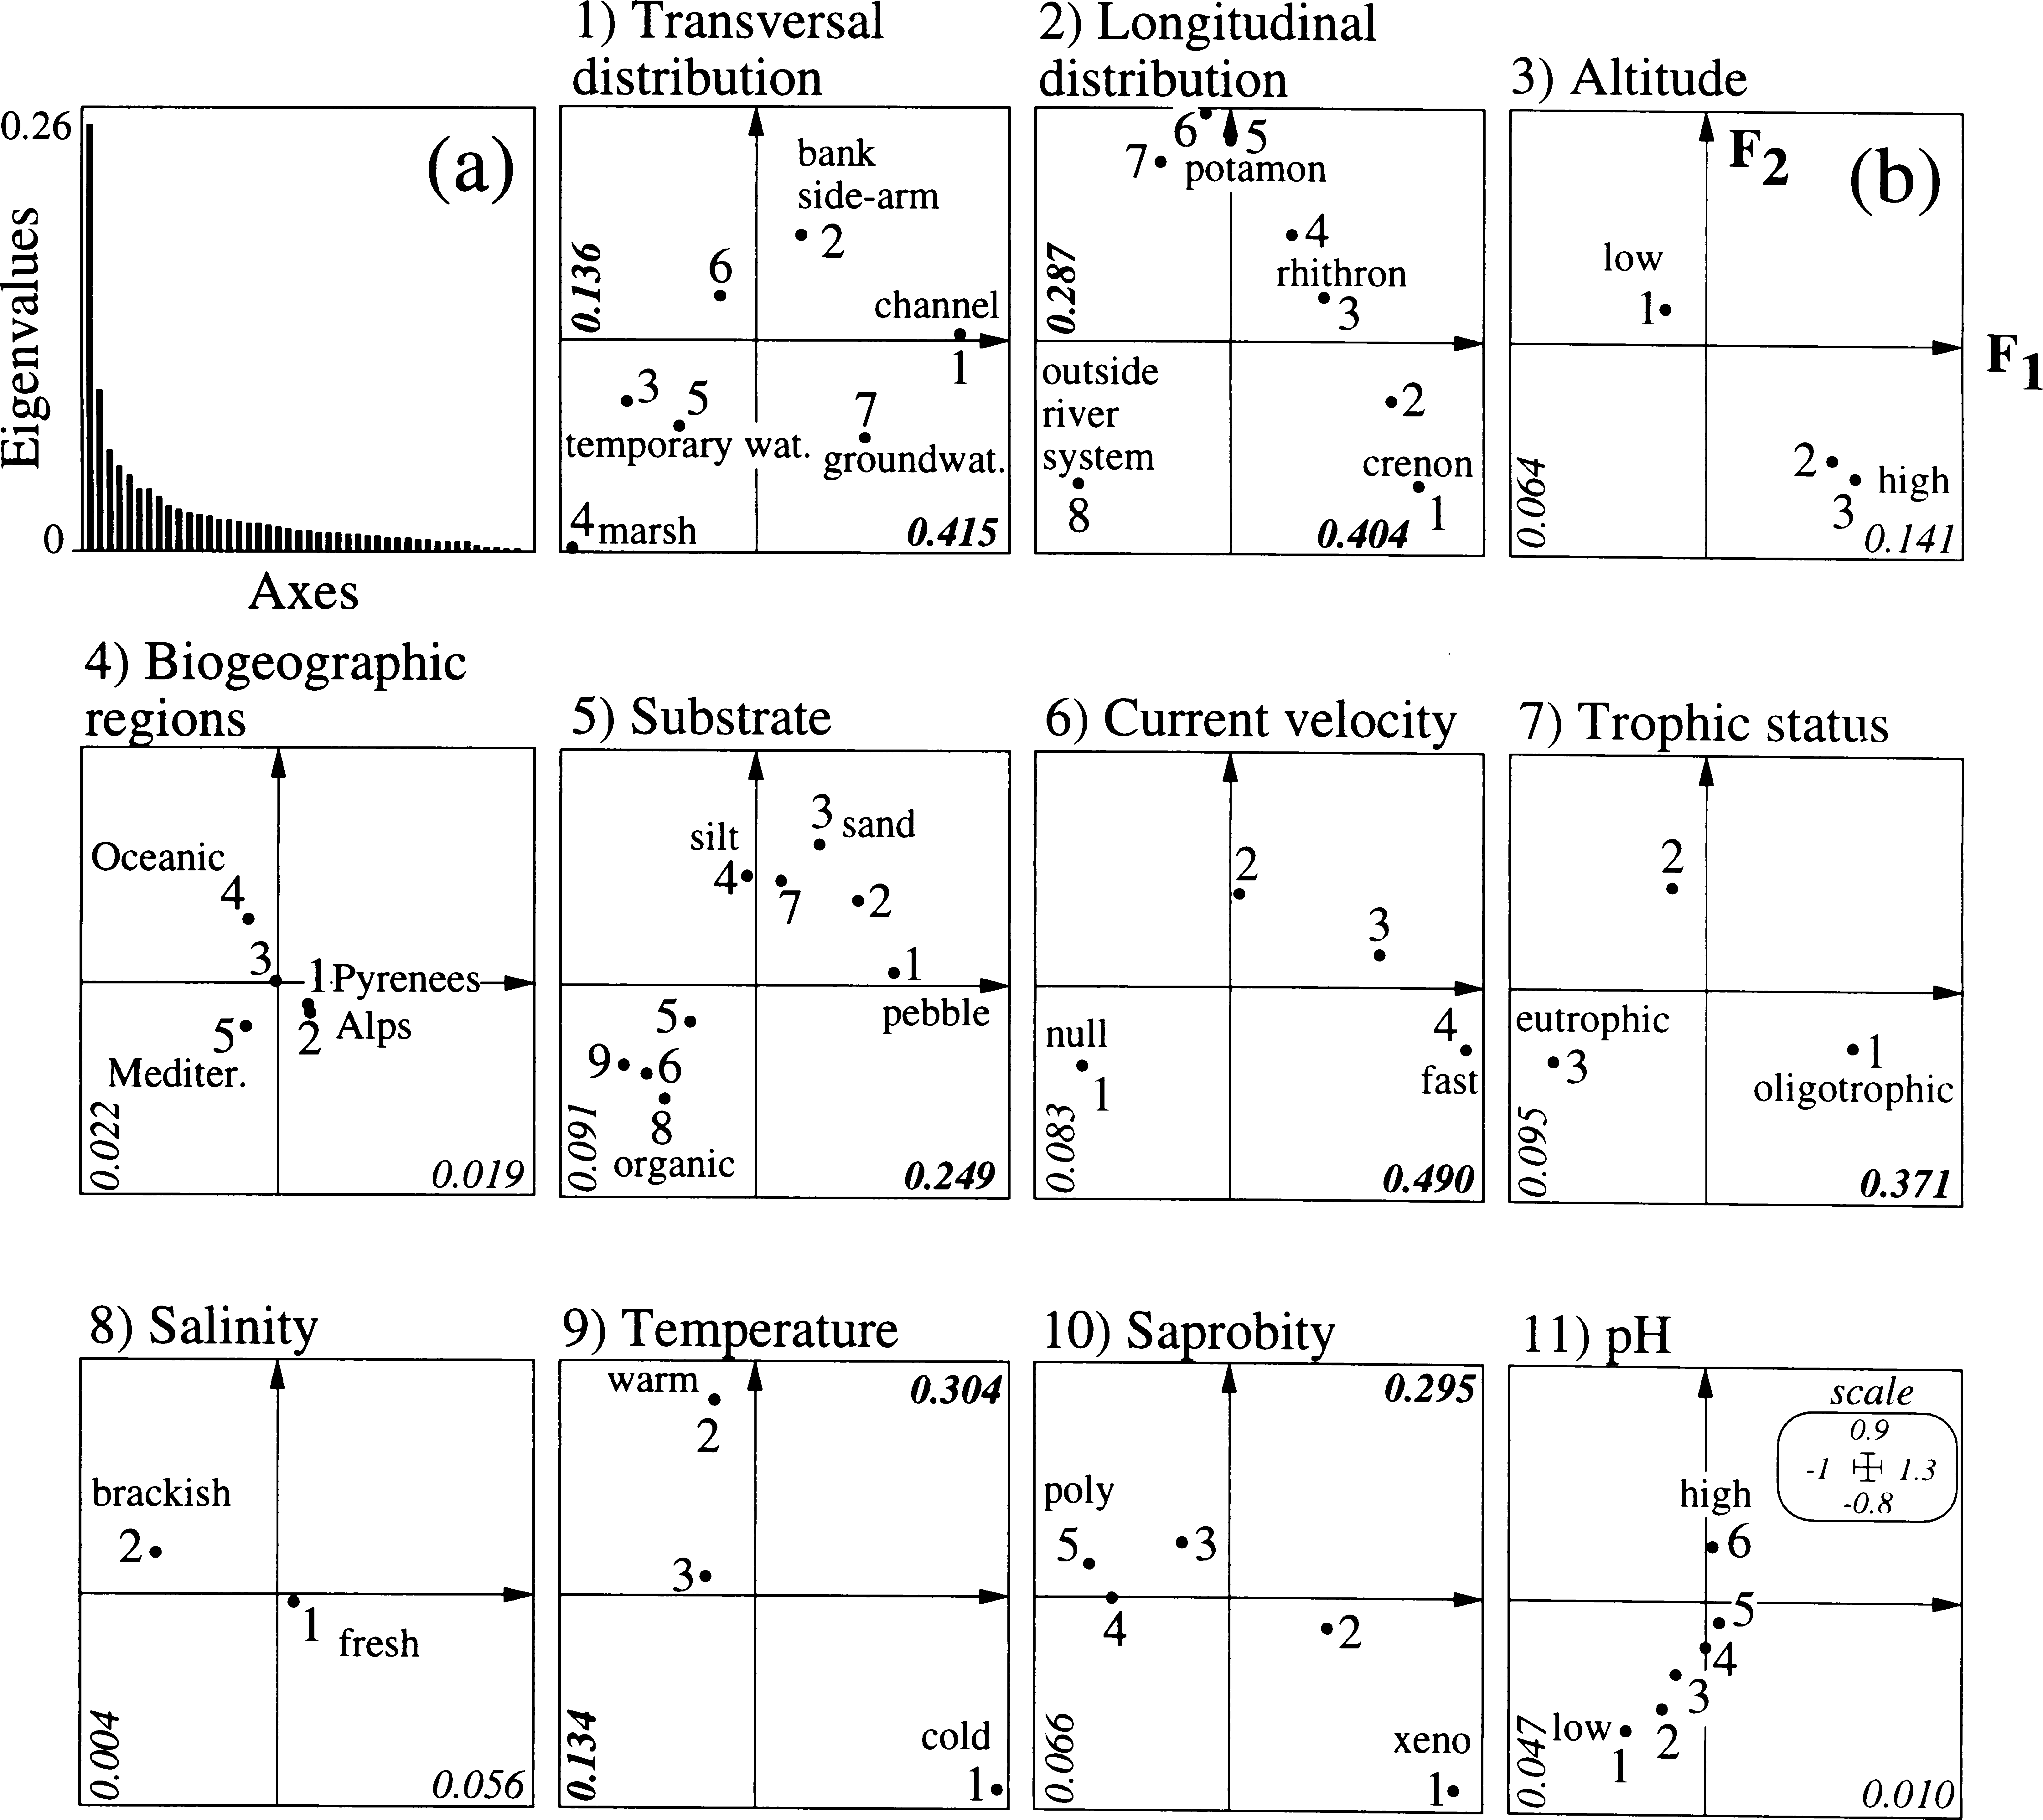 1) Transversal
distribution
2) Longitudinal
distribution
3) Altitude
0.26
0
Eigenvalues
Axes
(a)
bank
side-arm
2
6
channel
1
3
5
7
temporary wat.
groundwat.
4 marsh
0.136
0.415
6
5
7
potamon
4
rhithron
3
0.287
outside
river
system
8
2
crenon
1
0.404
F2
(b)
low
1
F1
2
3
high
0.064
0.141
4) Biogeographic
regions
5) Substrate
6) Current velocity
7) Trophic status
Oceanic
4
3
1 Pyrenees
2 Alps
5
Mediter.
0.022
0.019
3 sand
silt
4
7
2
1
pebble
5
9
6
8
organic
0.091
0.249
2
3
null
1
4
fast
0.083
0.490
2
eutrophic
3
1
oligotrophic
0.095
0.371
8) Salinity
9) Temperature
10) Saprobity
11) pH
brackish
2
1 fresh
0.004
0.056
warm
2
0.304
3
cold
1
0.134
0.295
poly
5
3
4
2
xeno
1
0.066
scale
0.9
-1 1.3
-0.8
high
6
5
4
3
low
2
1
0.047
0.010